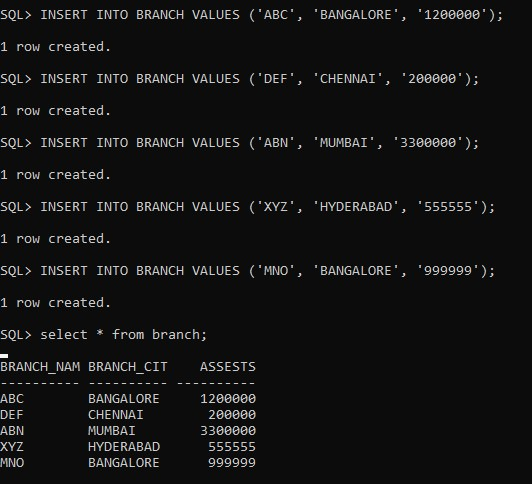 SQL> INSERT INTO BRANCH VALUES ('ABC', 'BANGALORE', '1200000');
1 row created.
SQL> INSERT INTO BRANCH VALUES ('DEF', 'CHENNAI', '200000');
1 row created.
SQL> INSERT INTO BRANCH VALUES ('ABN', 'MUMBAI', '3300000');
1 row created.
SQL> INSERT INTO BRANCH VALUES ('XYZ', 'HYDERABAD', '555555');
1 row created.
SQL> INSERT INTO BRANCH VALUES ('MNO', 'BANGALORE', '999999');
1 row created.
SQL> select * from branch;
BRANCH_NAM BRANCH_CIT    ASSESTS
---------- ---------- ----------
ABC        BANGALORE     1200000
DEF        CHENNAI        200000
ABN        MUMBAI        3300000
XYZ        HYDERABAD      555555
MNO        BANGALORE      999999